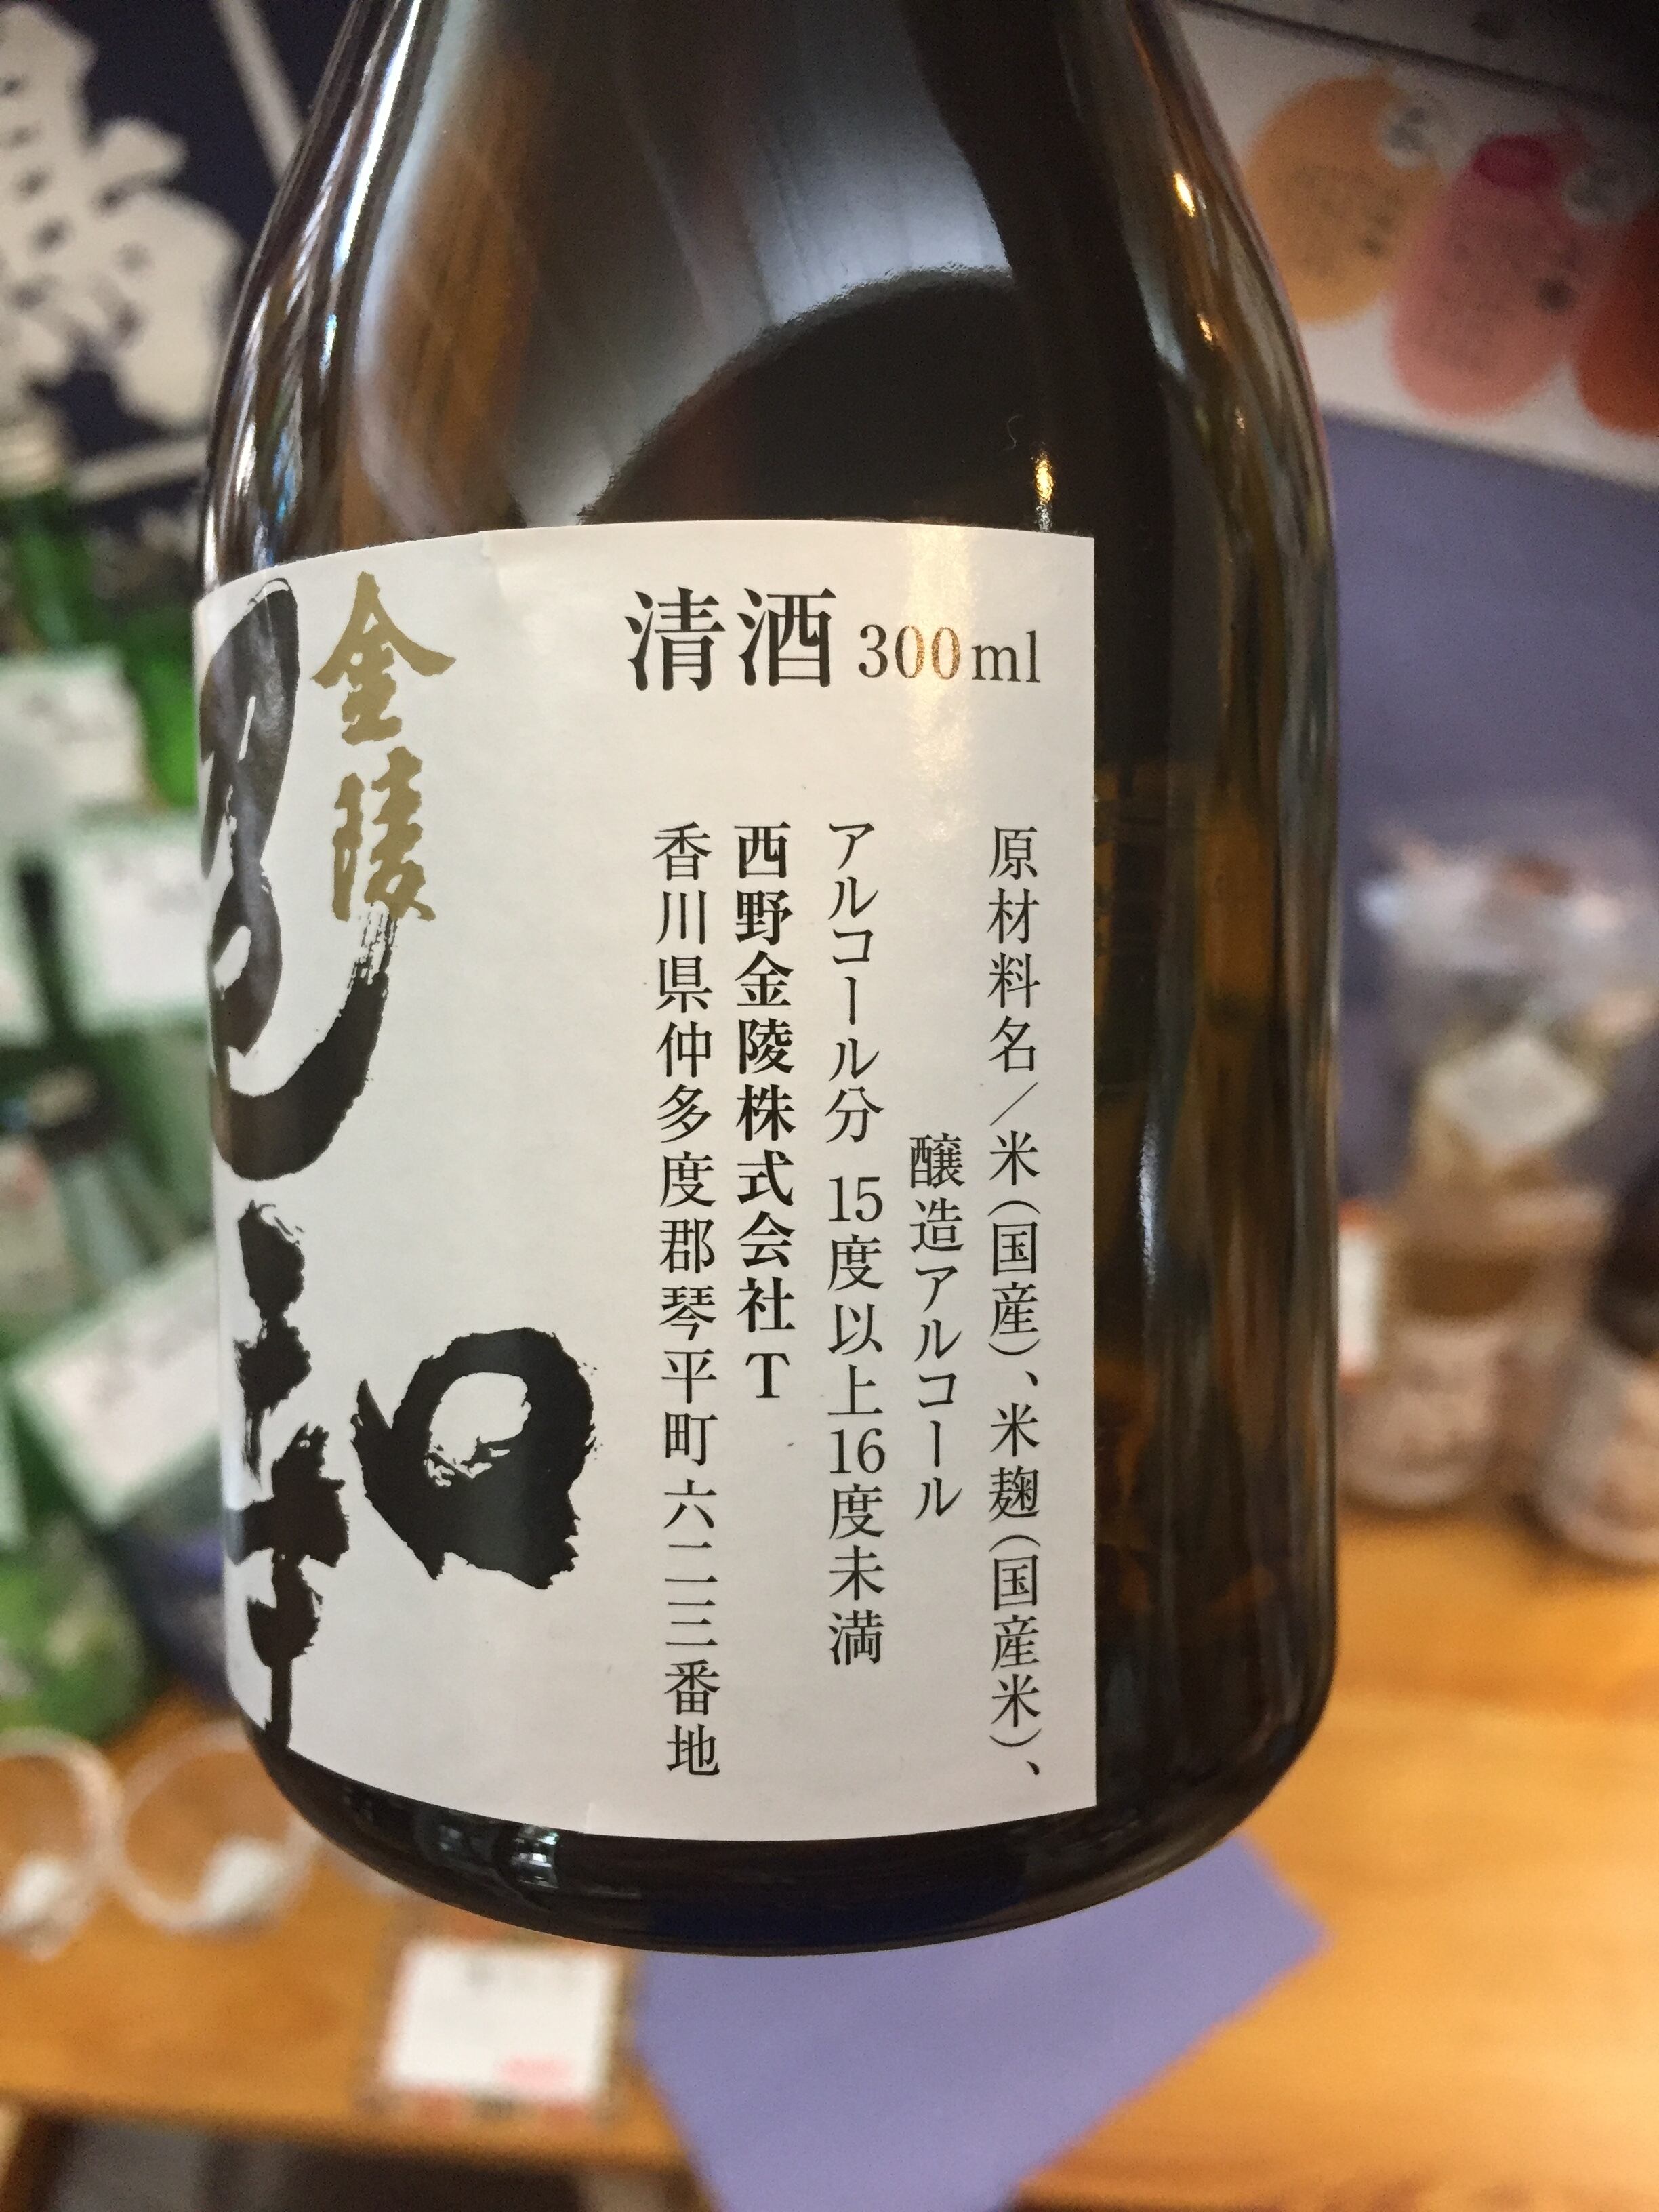 清酒 300ml
原材料名／米(国産)、米麹(国産米)、
醸造アルコール
アルコール分 15度以上16度未満
西野金陵株式会社T
香川県仲多度郡琴平町六二三番地
金陵